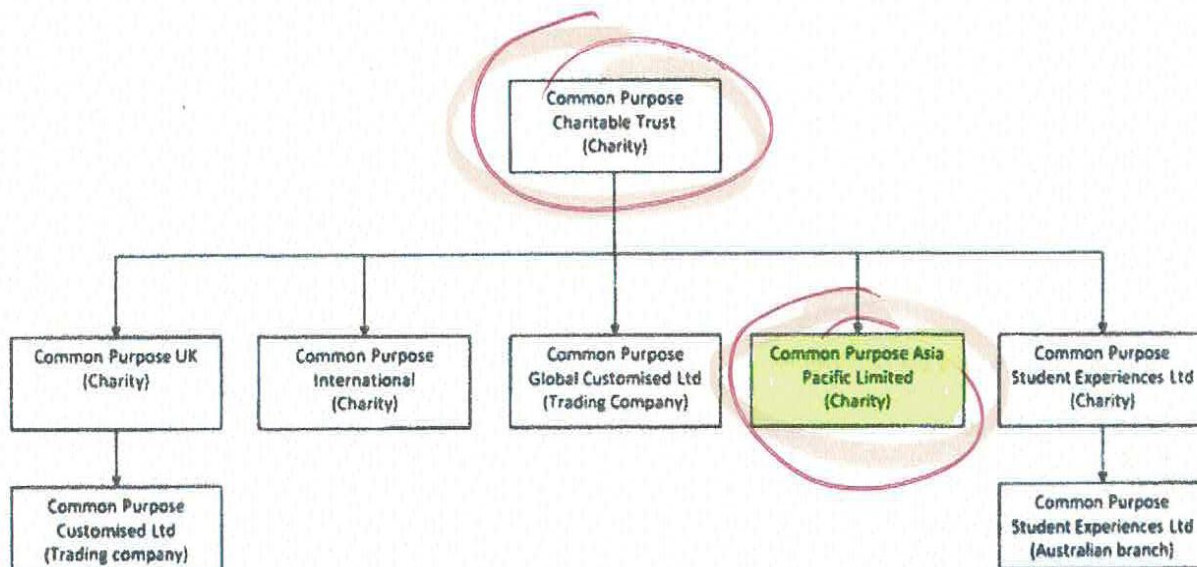 Common Purpose
Charitable Trust
(Charity)
Common Purpose UK
(Charity)
Common Purpose
International
(Charity)
Common Purpose
Global Customised Ltd
(Trading Company)
Common Purpose Asia
Pacific Limited
(Charity)
Common Purpose
Student Experiences Ltd
(Charity)
Common Purpose
Customised Ltd
(Trading company)
Common Purpose
Student Experiences Ltd
(Australian branch)